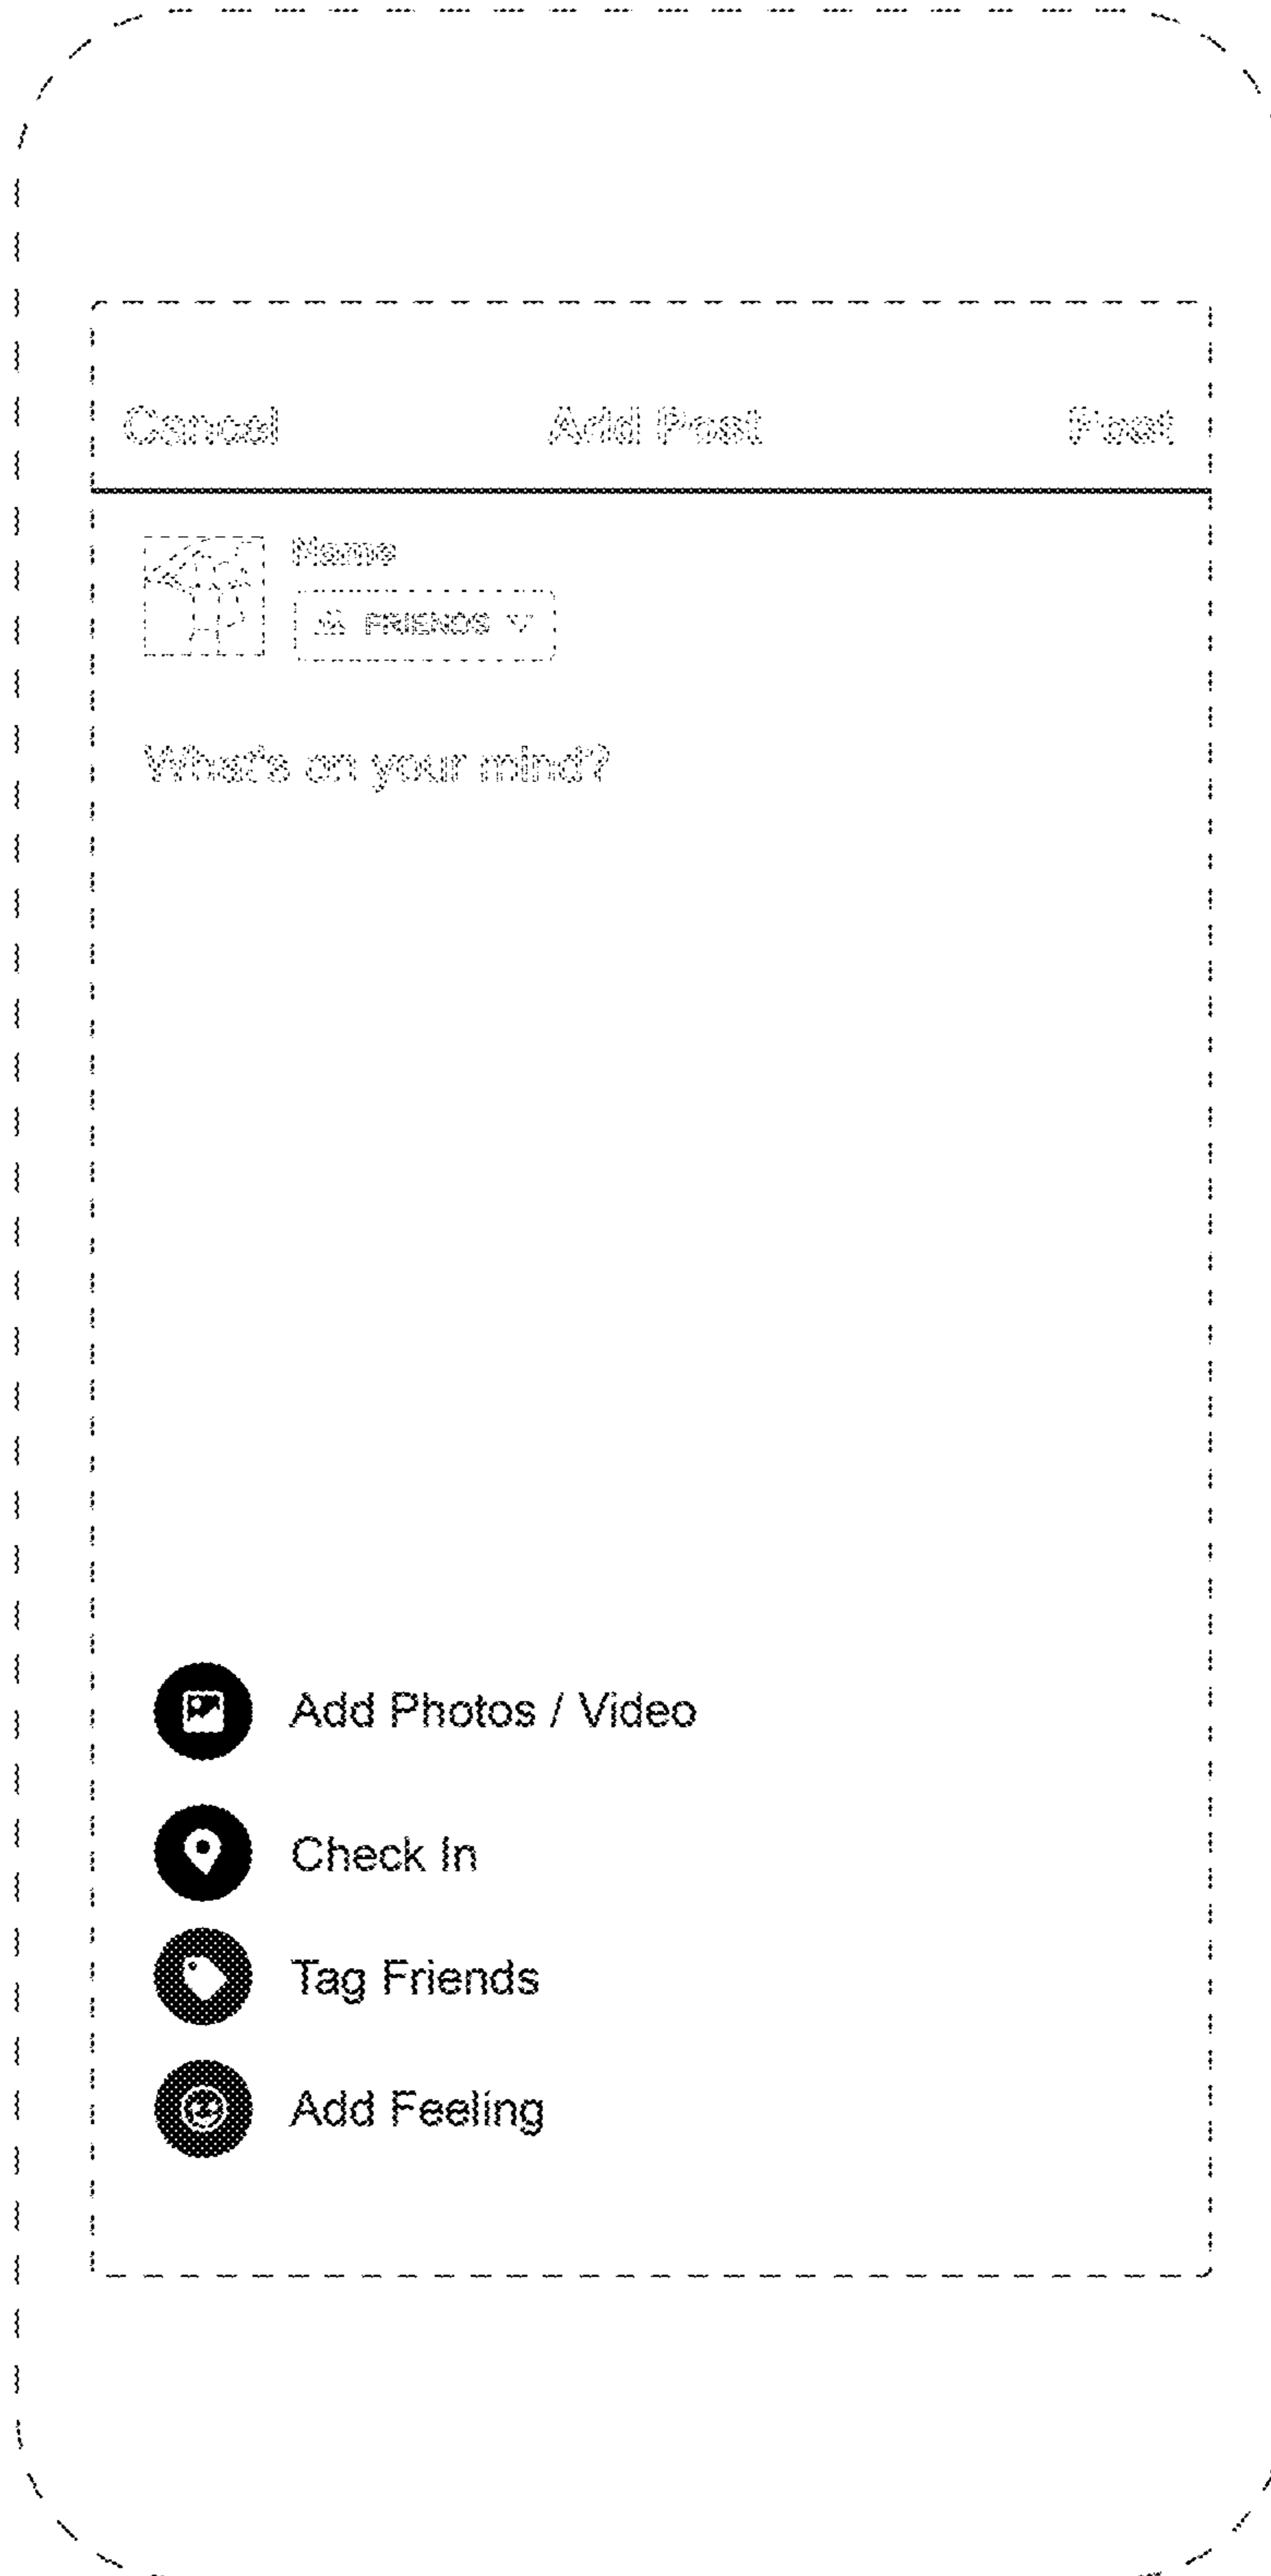 Cancel Add Post Post
Name
FRIENDS
What's on your mind?
Add Photos / Video
Check In
Tag Friends
Add Feeling